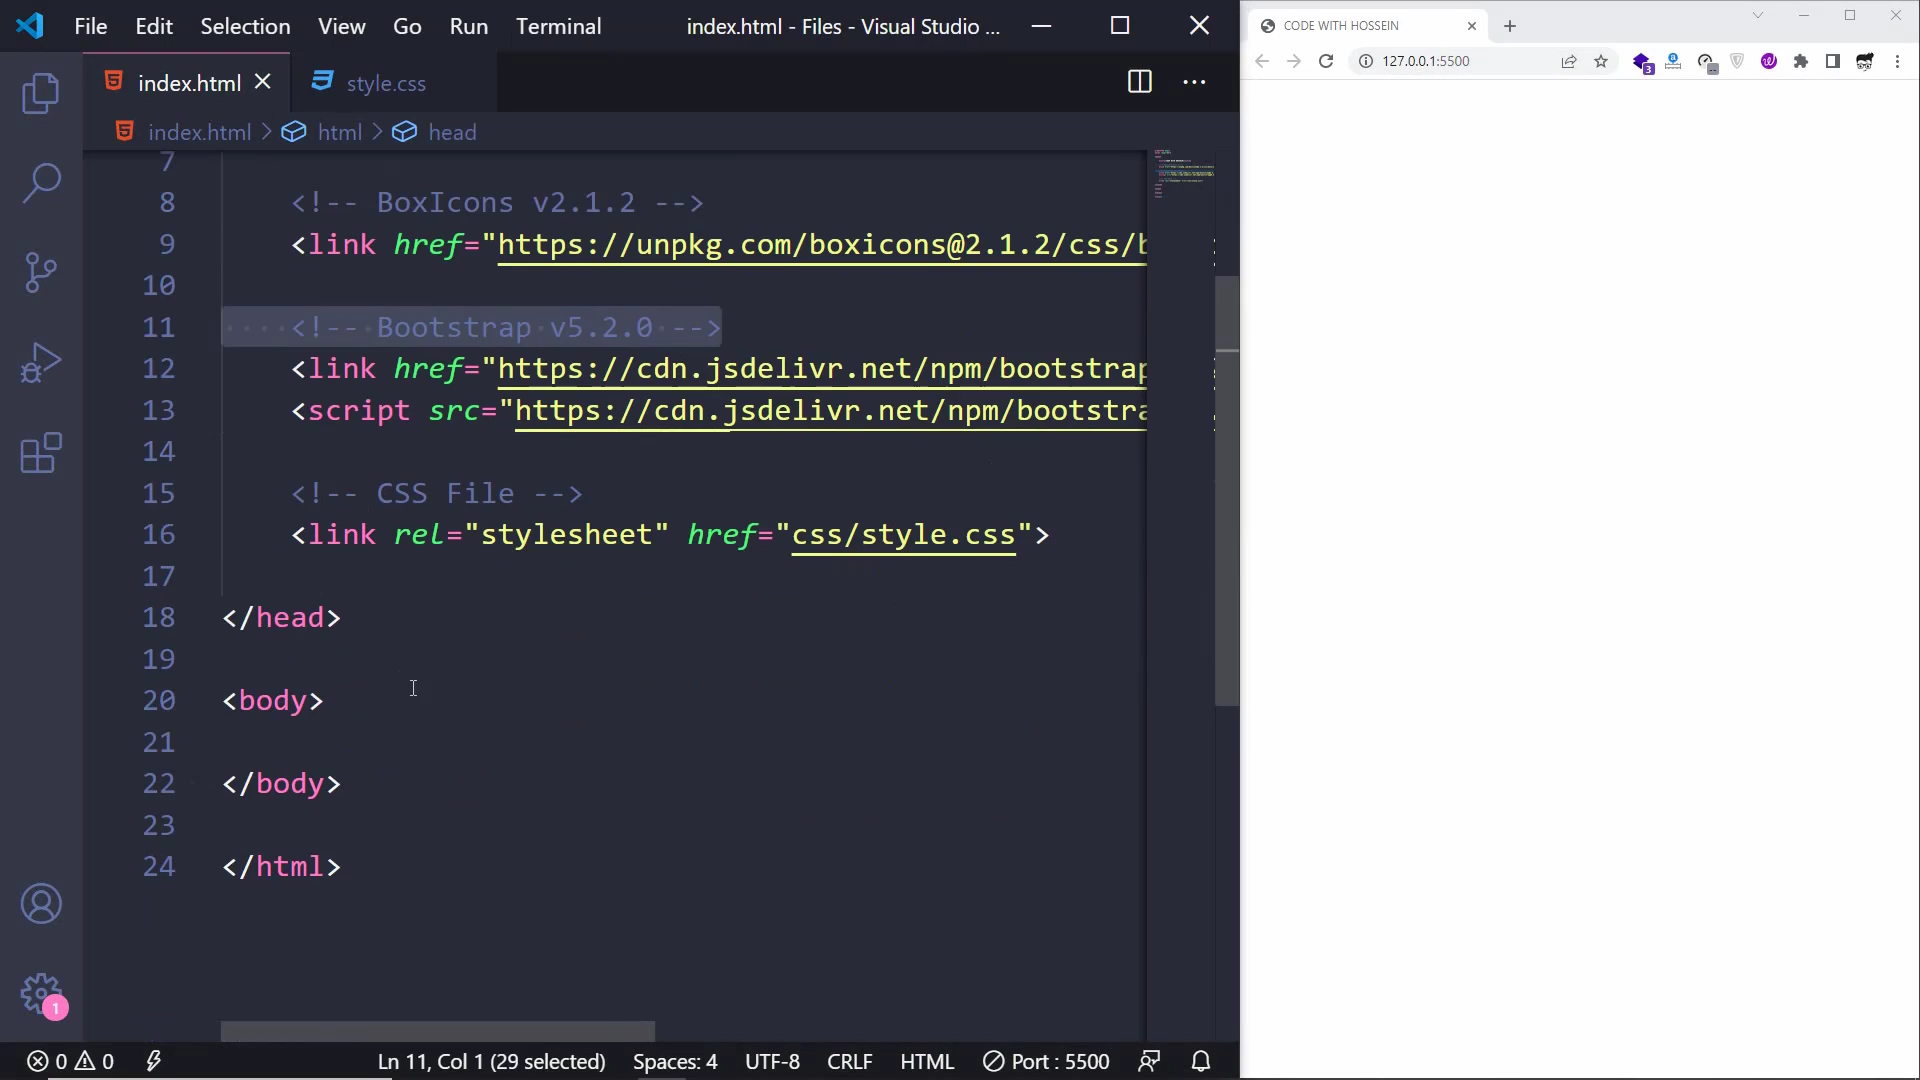 File Edit Selection View Go Run Terminal index.html - Files - Visual Studio ...
CODE WITH HOSSEIN
127.0.0.1:5500
3
index.html style.css
index.html > html > head
7
8 <!-- BoxIcons v2.1.2 -->
9 <link href="https://unpkg.com/boxicons@2.1.2/css/b
10
11 <!-- Bootstrap v5.2.0 -->
12 <link href="https://cdn.jsdelivr.net/npm/bootstrap
13 <script src="https://cdn.jsdelivr.net/npm/bootstra
14
15 <!-- CSS File -->
16 <link rel="stylesheet" href="css/style.css">
17
18 </head>
19
20 <body>
21
22 </body>
23
24 </html>
1
0 0 Ln 11, Col 1 (29 selected) Spaces: 4 UTF-8 CRLF HTML Port : 5500